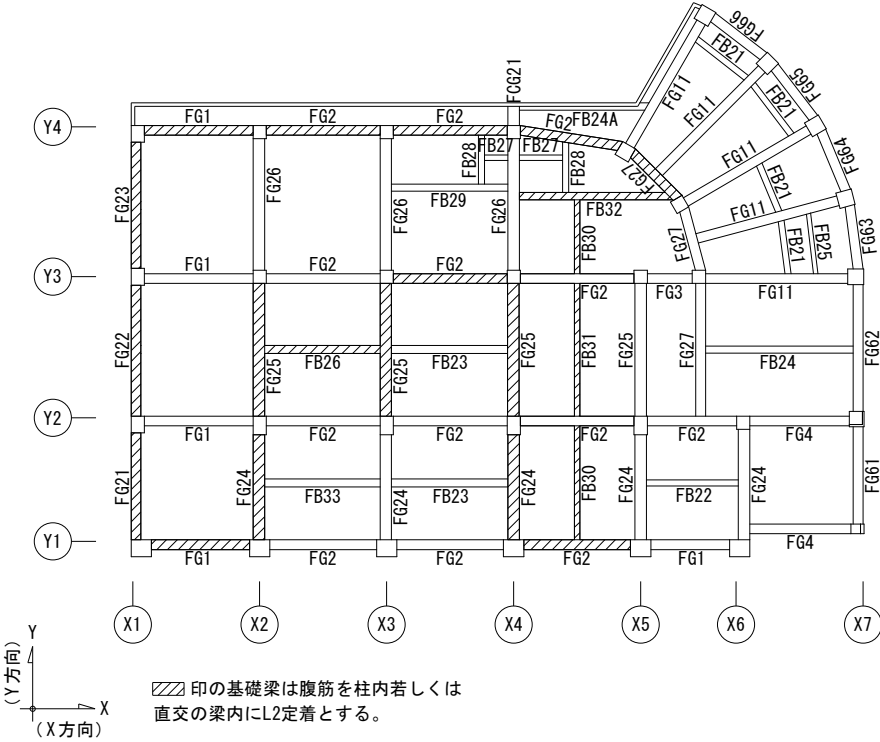 FG66
FB21
FCG21
FG65
FG1
FG2
FG2
FG2
FB24A
FG11
FG11
FB21
Y4
FB28
FB27
FB27
FB28
FG64
FG27
FG11
FB21
FG23
FG26
FG26
FB29
FG26
FB32
FG11
FB30
FG27
FB21
FB25
FG63
Y3
FG1
FG2
FG2
FG2
FG3
FG11
FG22
FG25
FB26
FG25
FB23
FG25
FB31
FG25
FG27
FB24
FG62
Y2
FG1
FG2
FG2
FG2
FG2
FG4
FG21
FG24
FB33
FG24
FB23
FG24
FB30
FG24
FB22
FG24
FG61
Y1
FG1
FG2
FG2
FG2
FG1
FG4
X1
X2
X3
X4
X5
X6
X7
Y
(Y方向)
X
(X方向)
印の基礎梁は腹筋を柱内若しくは
直交の梁内にL2定着とする。